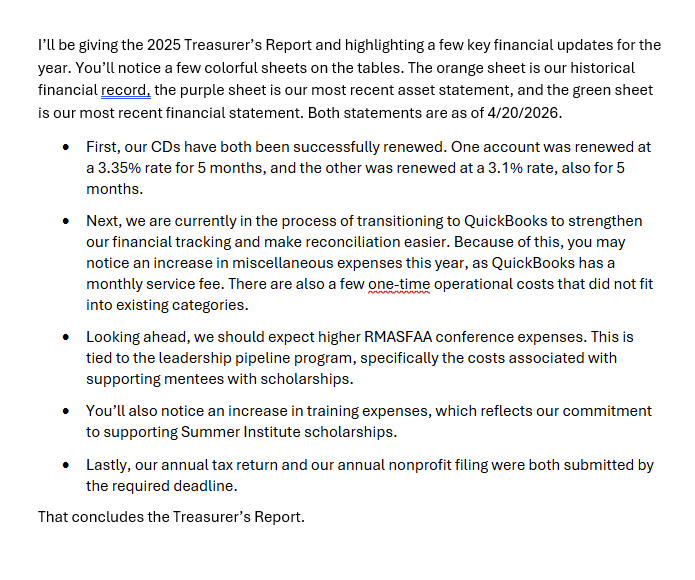 I’ll be giving the 2025 Treasurer’s Report and highlighting a few key financial updates for the
year. You’ll notice a few colorful sheets on the tables. The orange sheet is our historical
financial record, the purple sheet is our most recent asset statement, and the green sheet
is our most recent financial statement. Both statements are as of 4/20/2026.
• First, our CDs have both been successfully renewed. One account was renewed at
a 3.35% rate for 5 months, and the other was renewed at a 3.1% rate, also for 5
months.
• Next, we are currently in the process of transitioning to QuickBooks to strengthen
our financial tracking and make reconciliation easier. Because of this, you may
notice an increase in miscellaneous expenses this year, as QuickBooks has a
monthly service fee. There are also a few one-time operational costs that did not fit
into existing categories.
• Looking ahead, we should expect higher RMASFAA conference expenses. This is
tied to the leadership pipeline program, specifically the costs associated with
supporting mentees with scholarships.
• You’ll also notice an increase in training expenses, which reflects our commitment
to supporting Summer Institute scholarships.
• Lastly, our annual tax return and our annual nonprofit filing were both submitted by
the required deadline.
That concludes the Treasurer’s Report.